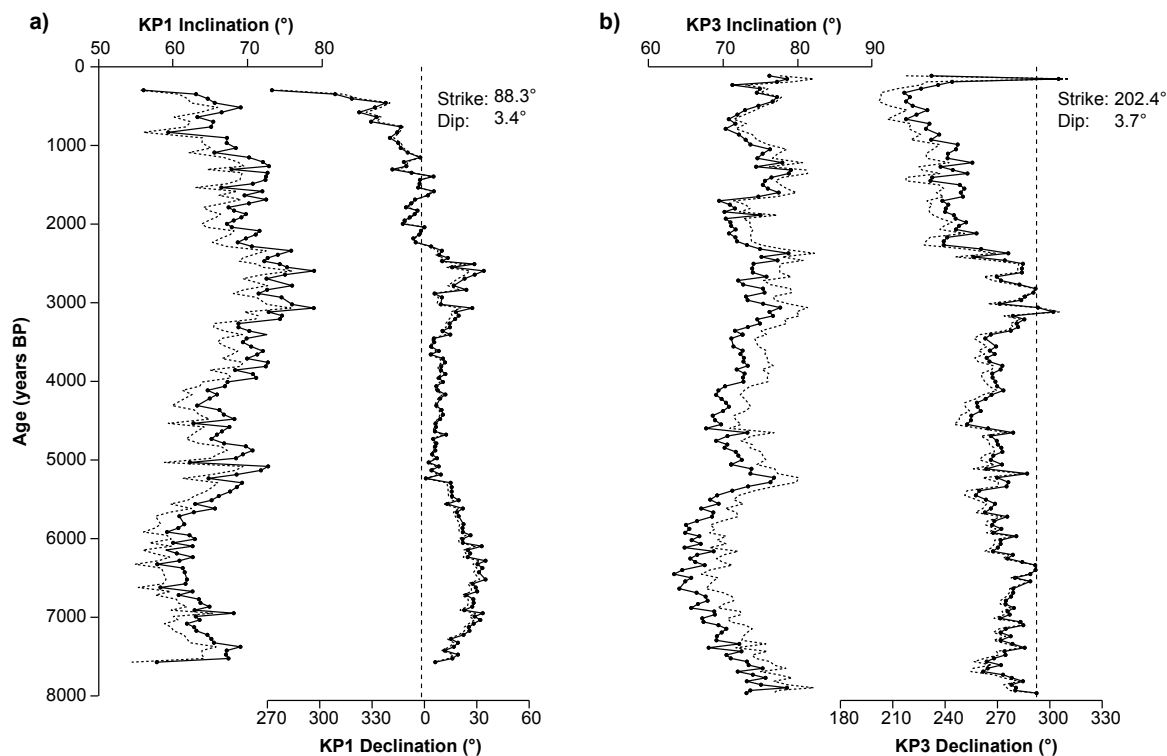 a)
KP1 Inclination (°)
50 60 70 80
b)
KP3 Inclination (°)
60 70 80 90
Age (years BP)
0
1000
2000
3000
4000
5000
6000
7000
8000
Strike: 88.3°
Dip: 3.4°
Strike: 202.4°
Dip: 3.7°
270 300 330 0 30 60
KP1 Declination (°)
180 210 240 270 300 330
KP3 Declination (°)